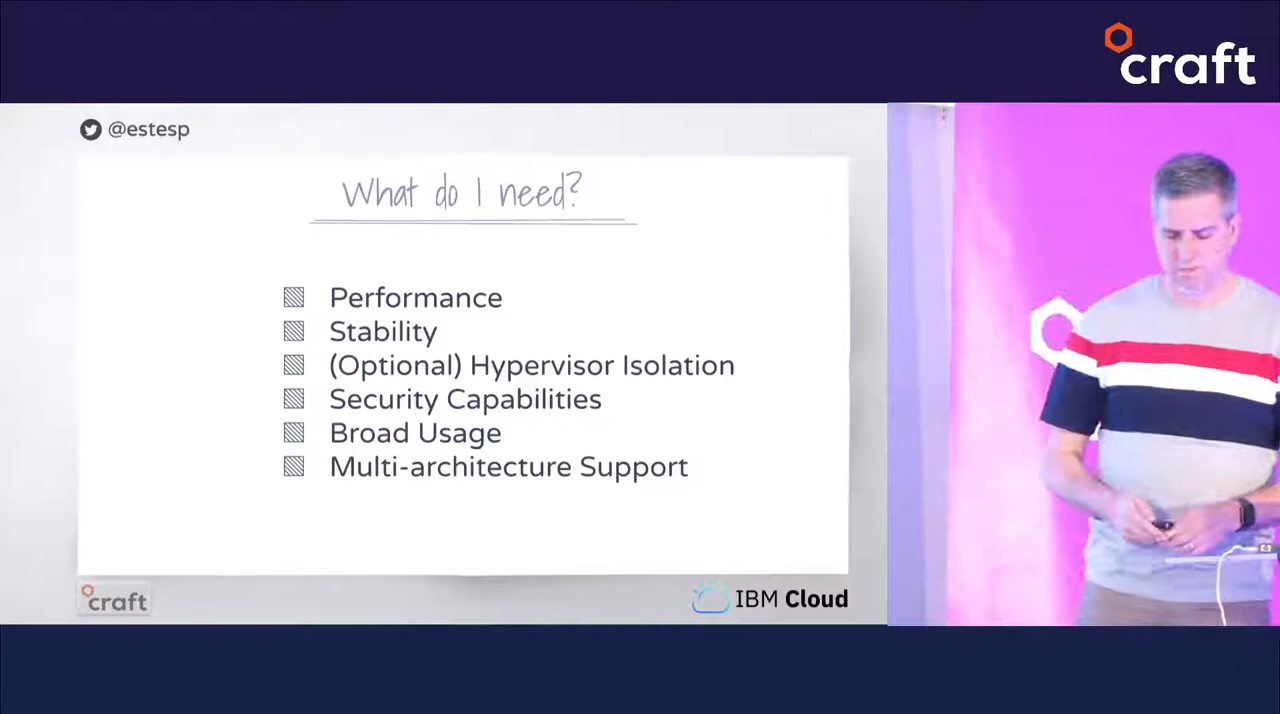 craft
@estesp
What do I need?
Performance
Stability
(Optional) Hypervisor Isolation
Security Capabilities
Broad Usage
Multi-architecture Support
craft
IBM Cloud